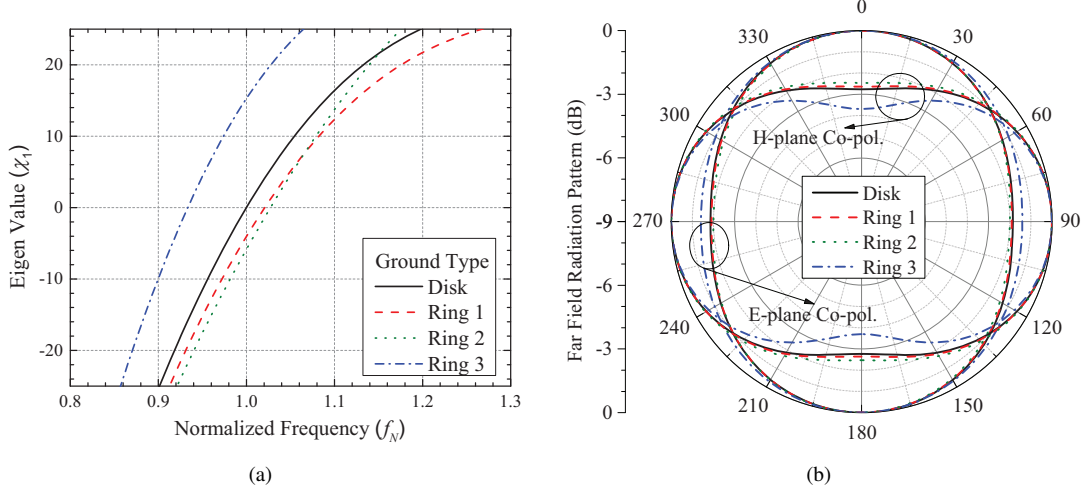 20
10
0
-10
-20
0.8
0.9
1.0
1.1
1.2
1.3
Eigen Value (χ₁)
Normalized Frequency (f_N)
Ground Type
Disk
Ring 1
Ring 2
Ring 3
(a)
0
-3
-6
-9
-6
-3
0
Far Field Radiation Pattern (dB)
0
30
60
90
120
150
180
210
240
270
300
330
H-plane Co-pol.
Disk
Ring 1
Ring 2
Ring 3
E-plane Co-pol.
(b)